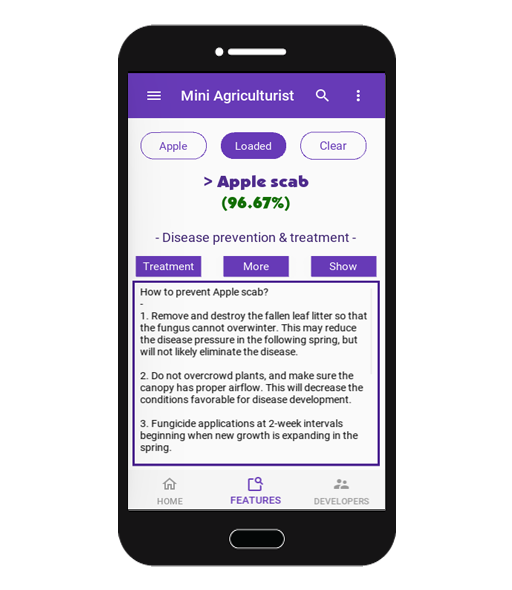 Mini Agriculturist
Apple Loaded Clear
> Apple scab
(96.67%)
- Disease prevention & treatment -
Treatment More Show
How to prevent Apple scab?
-
1. Remove and destroy the fallen leaf litter so that
the fungus cannot overwinter. This may reduce
the disease pressure in the following spring, but
will not likely eliminate the disease.
2. Do not overcrowd plants, and make sure the
canopy has proper airflow. This will decrease the
conditions favorable for disease development.
3. Fungicide applications at 2-week intervals
beginning when new growth is expanding in the
spring.
HOME FEATURES DEVELOPERS